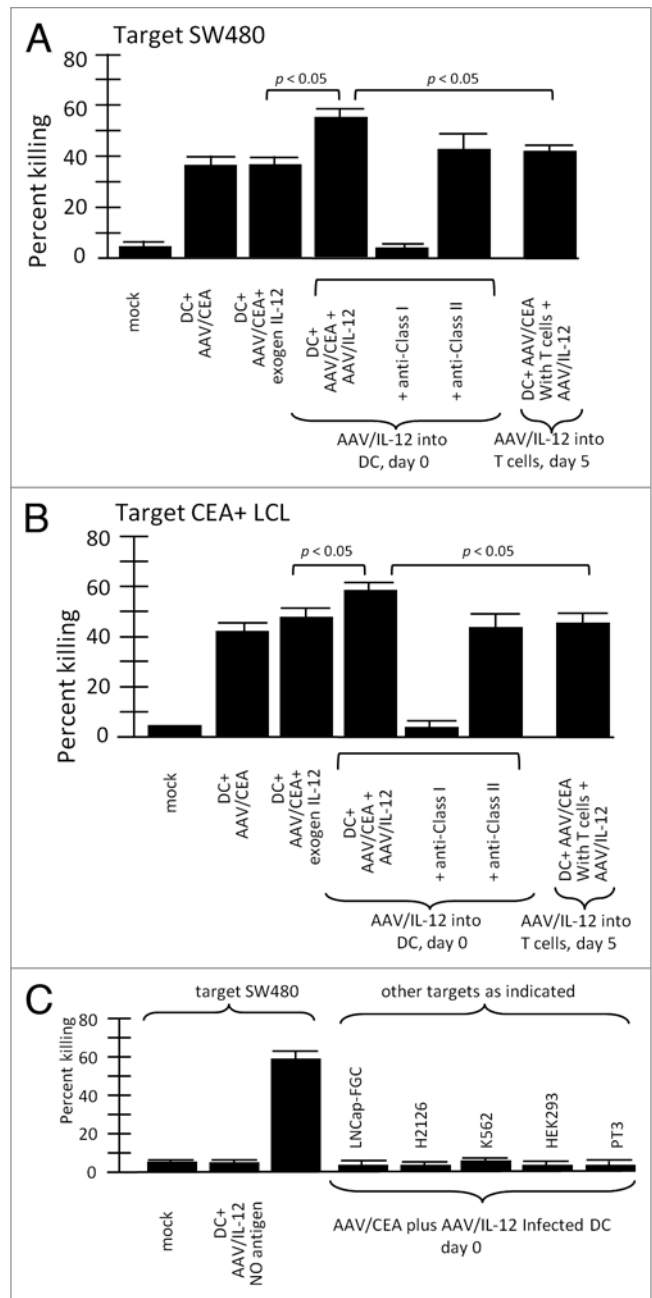 A
Target SW480
Percent killing
80
60
40
20
0
p < 0.05
p < 0.05
mock
DC+
AAV/CEA
DC+
AAV/CEA+
exogen IL-12
DC+
AAV/CEA +
AAV/IL-12
+ anti-Class I
+ anti-Class II
DC+ AAV/CEA
With T cells +
AAV/IL-12
AAV/IL-12 into
DC, day 0
AAV/IL-12 into
T cells, day 5
B
Target CEA+ LCL
Percent killing
80
60
40
20
0
p < 0.05
p < 0.05
mock
DC+
AAV/CEA
DC+
AAV/CEA+
exogen IL-12
DC+
AAV/CEA +
AAV/IL-12
+ anti-Class I
+ anti-Class II
DC+ AAV/CEA
With T cells +
AAV/IL-12
AAV/IL-12 into
DC, day 0
AAV/IL-12 into
T cells, day 5
C
target SW480
other targets as indicated
Percent killing
80
60
40
20
0
LNCap-FGC
H2126
K562
HEK293
PT3
mock
DC+
AAV/IL-12
NO antigen
AAV/CEA plus AAV/IL-12 Infected DC
day 0